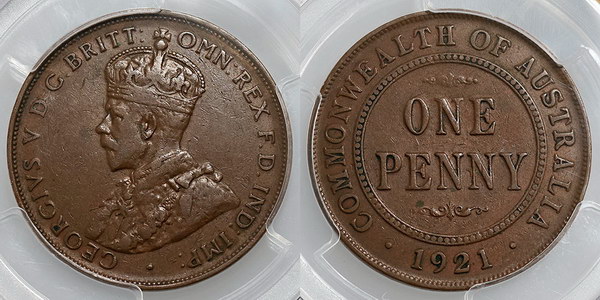 GEORGIVS V D.G. BRITT: OMN: REX F.D. IND: IMP:
COMMONWEALTH OF AUSTRALIA
ONE
PENNY
· 1921 ·